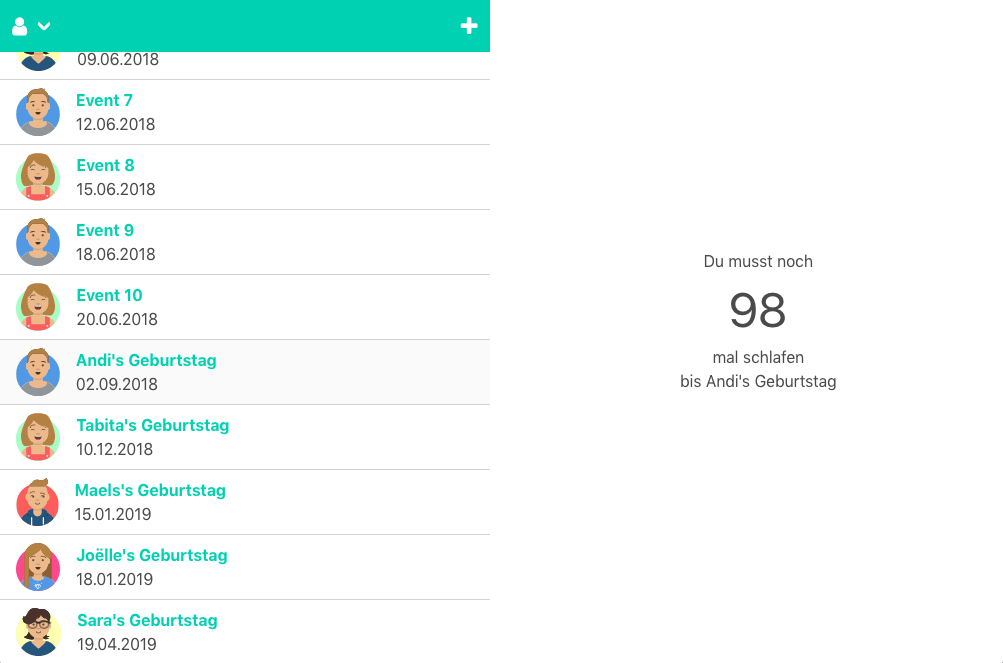 09.06.2018
Event 7
12.06.2018
Event 8
15.06.2018
Event 9
18.06.2018
Event 10
20.06.2018
Andi's Geburtstag
02.09.2018
Tabita's Geburtstag
10.12.2018
Maels's Geburtstag
15.01.2019
Joëlle's Geburtstag
18.01.2019
Sara's Geburtstag
19.04.2019
Du musst noch
98
mal schlafen
bis Andi's Geburtstag